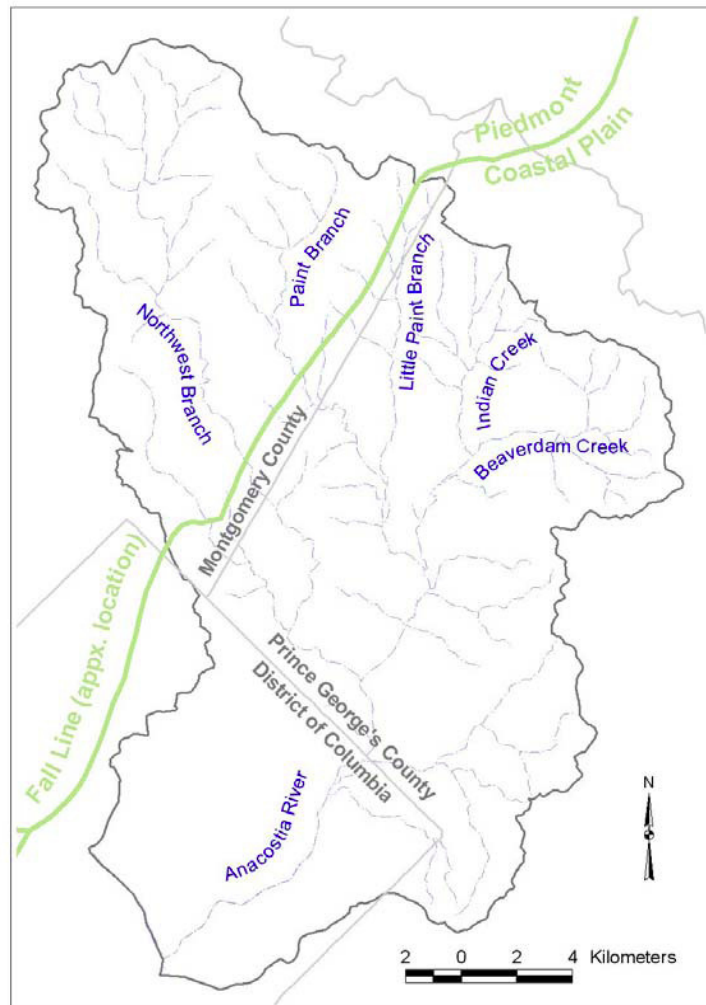 Piedmont
Coastal Plain
Paint Branch
Little Paint Branch
Northwest Branch
Indian Creek
Beaverdam Creek
Montgomery County
Fall Line (appx. location)
Prince George's County
District of Columbia
Anacostia River
N
2 0 2 4 Kilometers